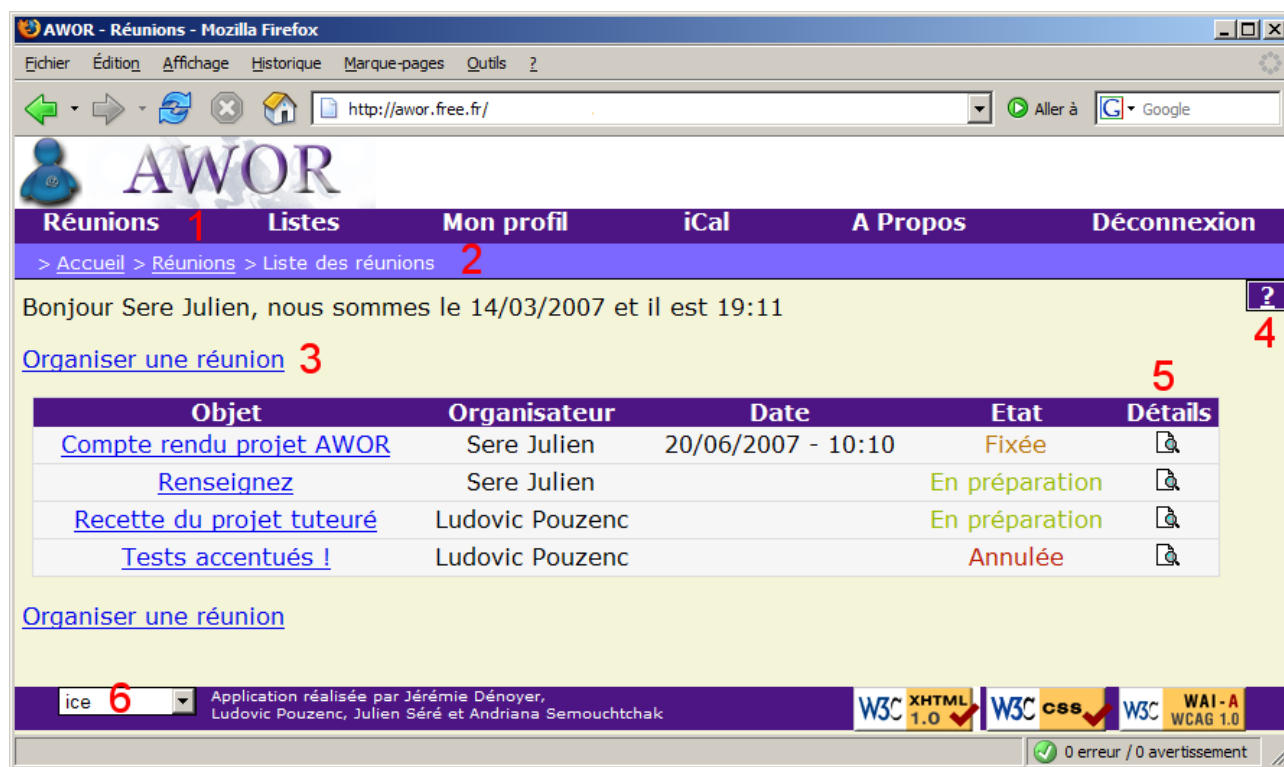 AWOR - Réunions - Mozilla Firefox
Fichier Édition Affichage Historique Marque-pages Outils ?
http://awor.free.fr/ Aller à G Google
AWOR
Réunions 1 Listes Mon profil iCal A Propos Déconnexion
> Accueil > Réunions > Liste des réunions 2
Bonjour Sere Julien, nous sommes le 14/03/2007 et il est 19:11 ?
4
Organiser une réunion 3
5
Objet Organisateur Date Etat Détails
Compte rendu projet AWOR Sere Julien 20/06/2007 - 10:10 Fixée
Renseignez Sere Julien En préparation
Recette du projet tuteuré Ludovic Pouzenc En préparation
Tests accentués ! Ludovic Pouzenc Annulée
Organiser une réunion
ice 6 Application réalisée par Jérémie Dénoyer,
Ludovic Pouzenc, Julien Séré et Andriana Semouchtchak
W3C XHTML 1.0 W3C css W3C WAI-A WCAG 1.0
0 erreur / 0 avertissement